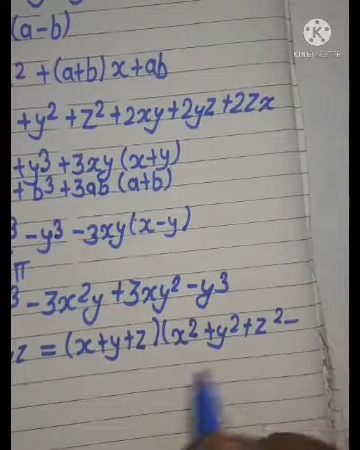 (a-b)
2 + (a+b) x + ab
+ y² + z² + 2xy + 2yz + 2zx
+ y³ + 3xy (x+y)
+ b³ + 3ab (a+b)
³ - y³ - 3xy (x-y)
π
³ - 3x²y + 3xy² - y³
z = (x+y+z) (x² + y² + z² -
KINEMASTER